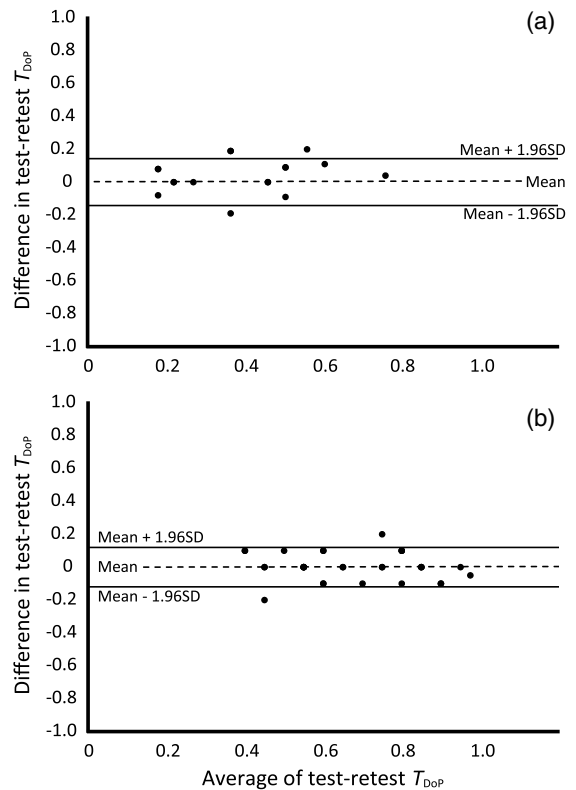 (a)
Difference in test-retest T_DoP
1.0
0.8
0.6
0.4
0.2
0
-0.2
-0.4
-0.6
-0.8
-1.0
Mean + 1.96SD
Mean
Mean - 1.96SD
0 0.2 0.4 0.6 0.8 1.0
(b)
Difference in test-retest T_DoP
1.0
0.8
0.6
0.4
0.2
0
-0.2
-0.4
-0.6
-0.8
-1.0
Mean + 1.96SD
Mean
Mean - 1.96SD
0 0.2 0.4 0.6 0.8 1.0
Average of test-retest T_DoP